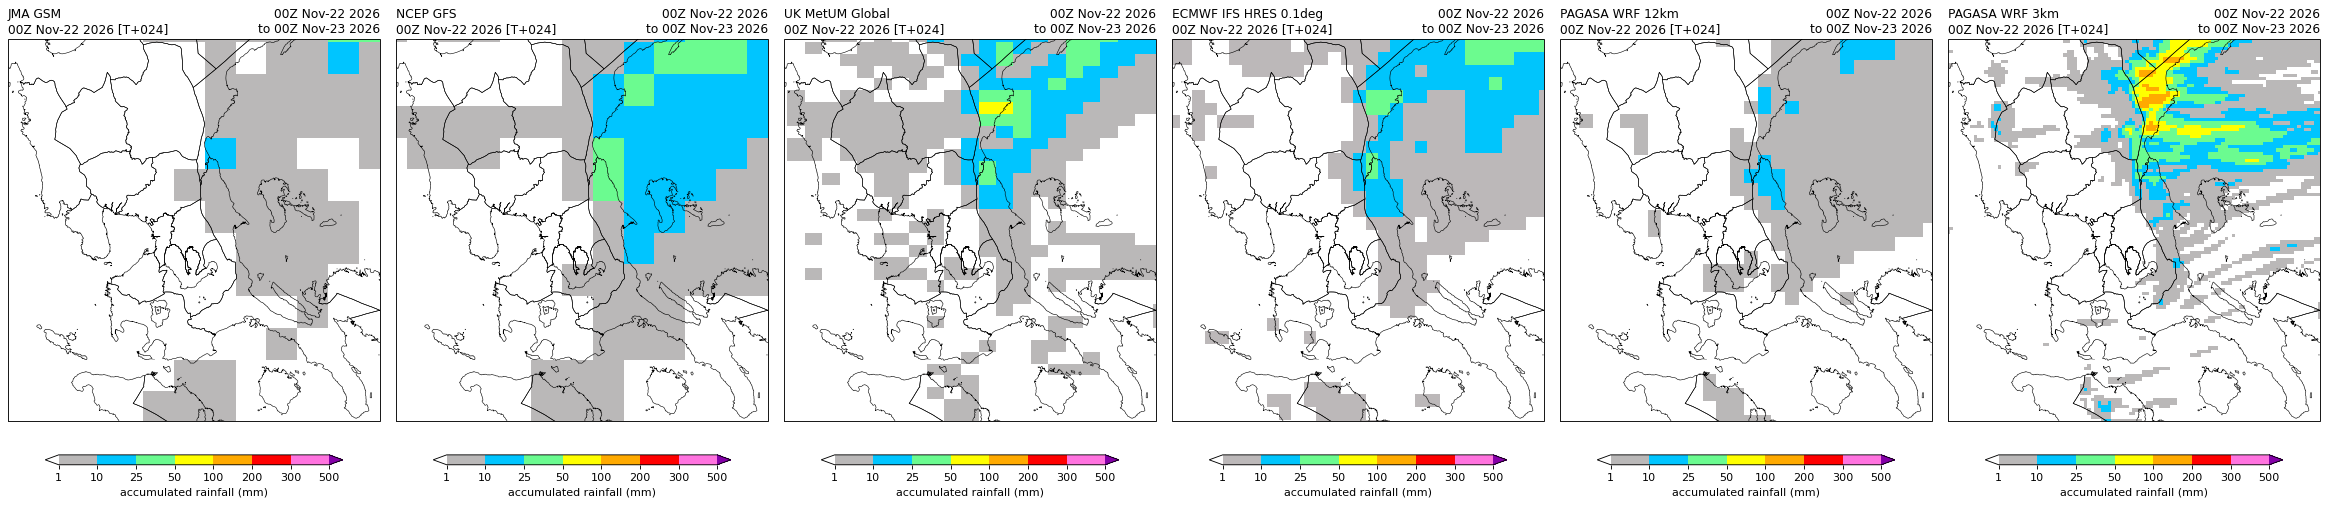 JMA GSM 00Z Nov-22 2026
00Z Nov-22 2026 [T+024] to 00Z Nov-23 2026
1 10 25 50 100 200 300 500
accumulated rainfall (mm)
NCEP GFS 00Z Nov-22 2026
00Z Nov-22 2026 [T+024] to 00Z Nov-23 2026
1 10 25 50 100 200 300 500
accumulated rainfall (mm)
UK MetUM Global 00Z Nov-22 2026
00Z Nov-22 2026 [T+024] to 00Z Nov-23 2026
1 10 25 50 100 200 300 500
accumulated rainfall (mm)
ECMWF IFS HRES 0.1deg 00Z Nov-22 2026
00Z Nov-22 2026 [T+024] to 00Z Nov-23 2026
1 10 25 50 100 200 300 500
accumulated rainfall (mm)
PAGASA WRF 12km 00Z Nov-22 2026
00Z Nov-22 2026 [T+024] to 00Z Nov-23 2026
1 10 25 50 100 200 300 500
accumulated rainfall (mm)
PAGASA WRF 3km 00Z Nov-22 2026
00Z Nov-22 2026 [T+024] to 00Z Nov-23 2026
1 10 25 50 100 200 300 500
accumulated rainfall (mm)